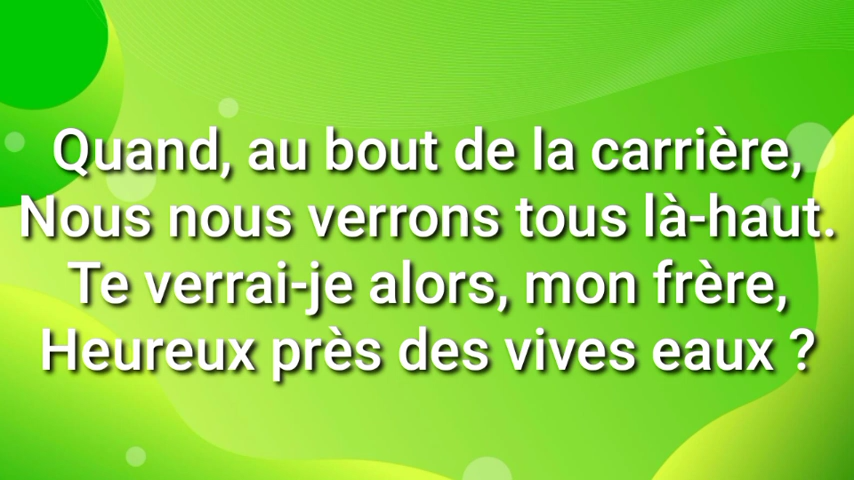 Quand, au bout de la carrière,
Nous nous verrons tous là-haut.
Te verrai-je alors, mon frère,
Heureux près des vives eaux ?